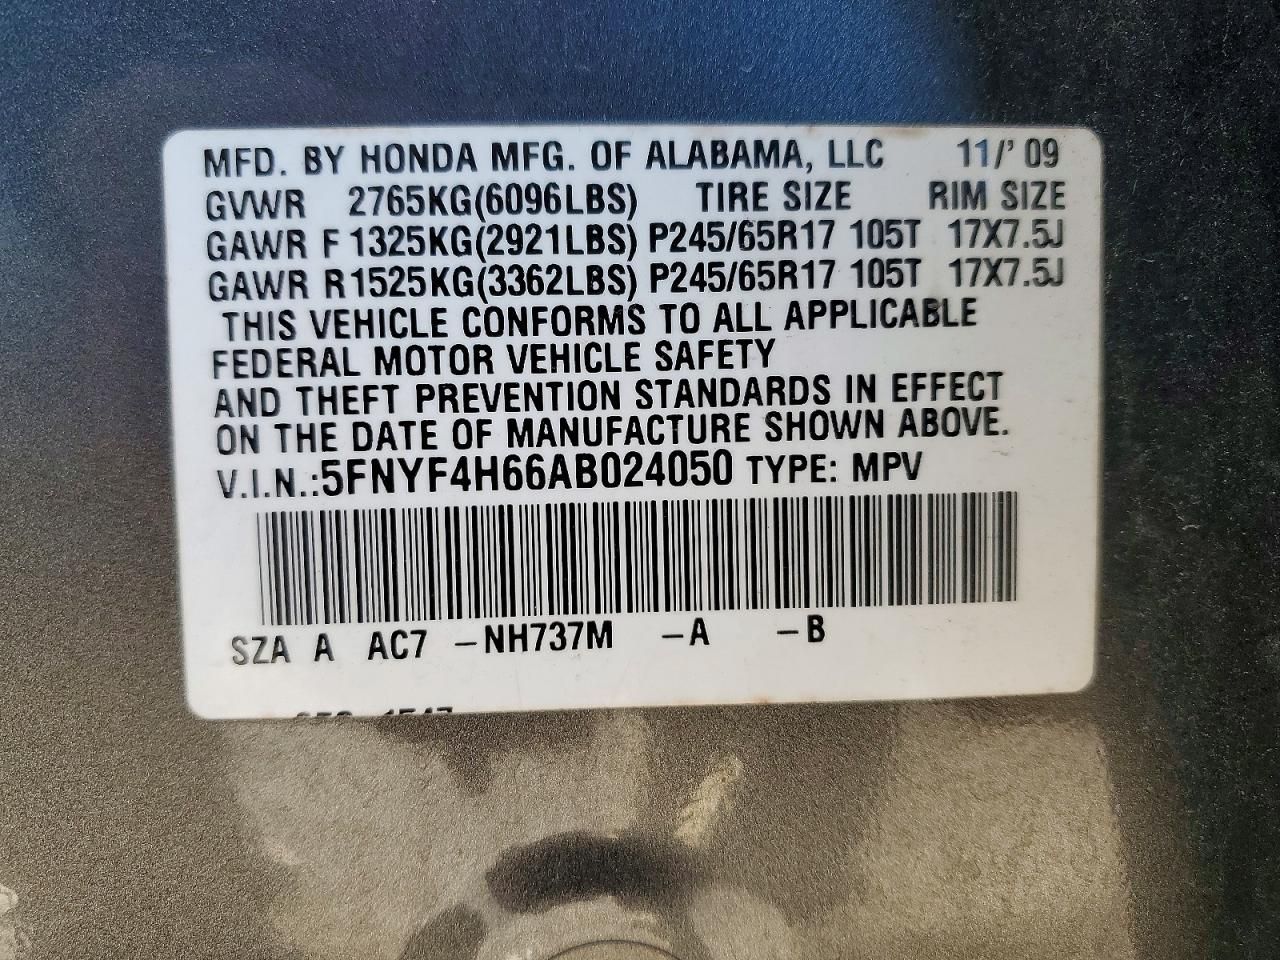 MFD. BY HONDA MFG. OF ALABAMA, LLC 11/' 09
GVWR 2765KG(6096LBS) TIRE SIZE RIM SIZE
GAWR F 1325KG(2921LBS) P245/65R17 105T 17X7.5J
GAWR R 1525KG(3362LBS) P245/65R17 105T 17X7.5J
THIS VEHICLE CONFORMS TO ALL APPLICABLE
FEDERAL MOTOR VEHICLE SAFETY
AND THEFT PREVENTION STANDARDS IN EFFECT
ON THE DATE OF MANUFACTURE SHOWN ABOVE.
V.I.N.:5FNYF4H66AB024050 TYPE: MPV
SZA A AC7 -NH737M -A -B